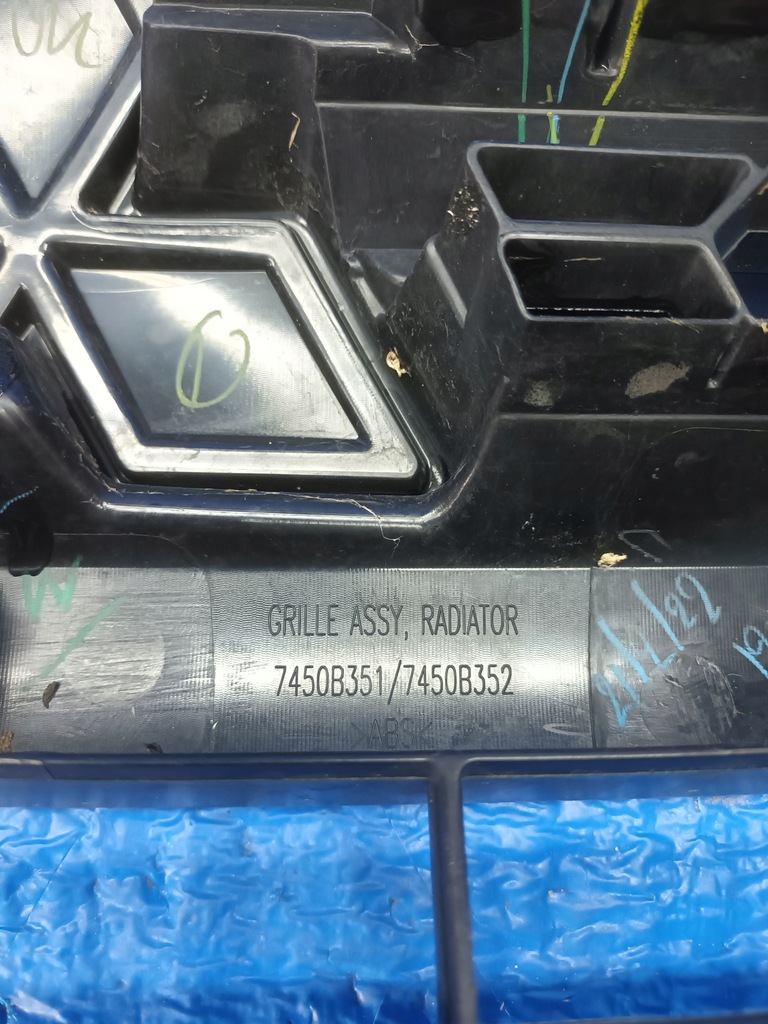 GRILLE ASSY, RADIATOR
7450B351/7450B352
>ABS<